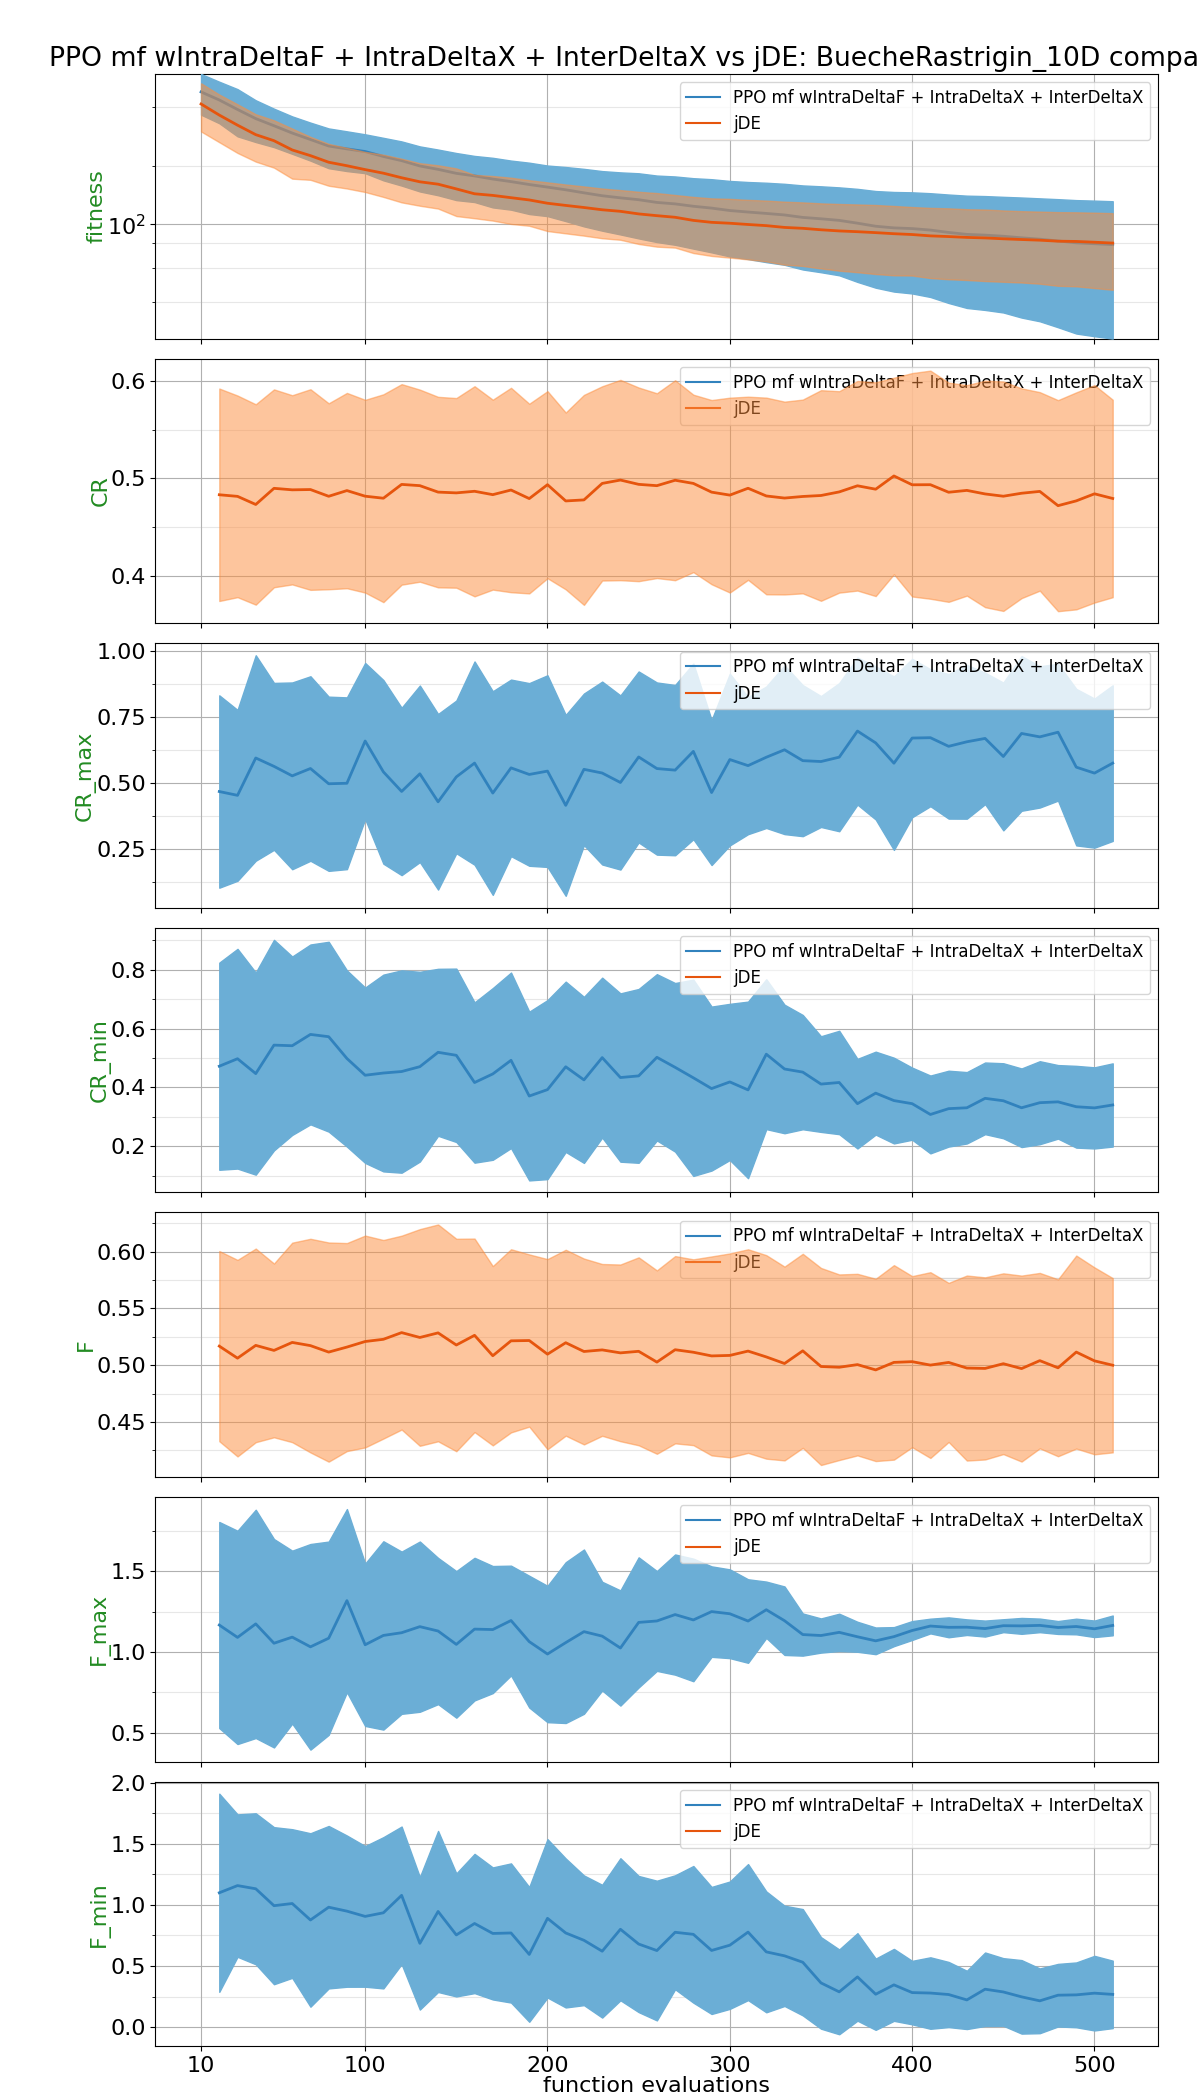 PPO mf wIntraDeltaF + IntraDeltaX + InterDeltaX vs jDE: BuecheRastrigin_10D compa
fitness
10²
PPO mf wIntraDeltaF + IntraDeltaX + InterDeltaX
jDE
CR
0.6
0.5
0.4
PPO mf wIntraDeltaF + IntraDeltaX + InterDeltaX
jDE
CR_max
1.00
0.75
0.50
0.25
PPO mf wIntraDeltaF + IntraDeltaX + InterDeltaX
jDE
CR_min
0.8
0.6
0.4
0.2
PPO mf wIntraDeltaF + IntraDeltaX + InterDeltaX
jDE
F
0.60
0.55
0.50
0.45
PPO mf wIntraDeltaF + IntraDeltaX + InterDeltaX
jDE
F_max
1.5
1.0
0.5
PPO mf wIntraDeltaF + IntraDeltaX + InterDeltaX
jDE
F_min
2.0
1.5
1.0
0.5
0.0
PPO mf wIntraDeltaF + IntraDeltaX + InterDeltaX
jDE
10 100 200 300 400 500
function evaluations